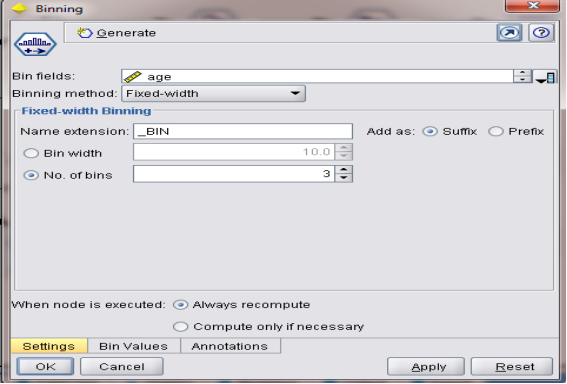 Binning
Generate
Bin fields: age
Binning method: Fixed-width
Fixed-width Binning
Name extension: _BIN Add as: Suffix Prefix
Bin width 10.0
No. of bins 3
When node is executed: Always recompute
Compute only if necessary
Settings Bin Values Annotations
OK Cancel Apply Reset